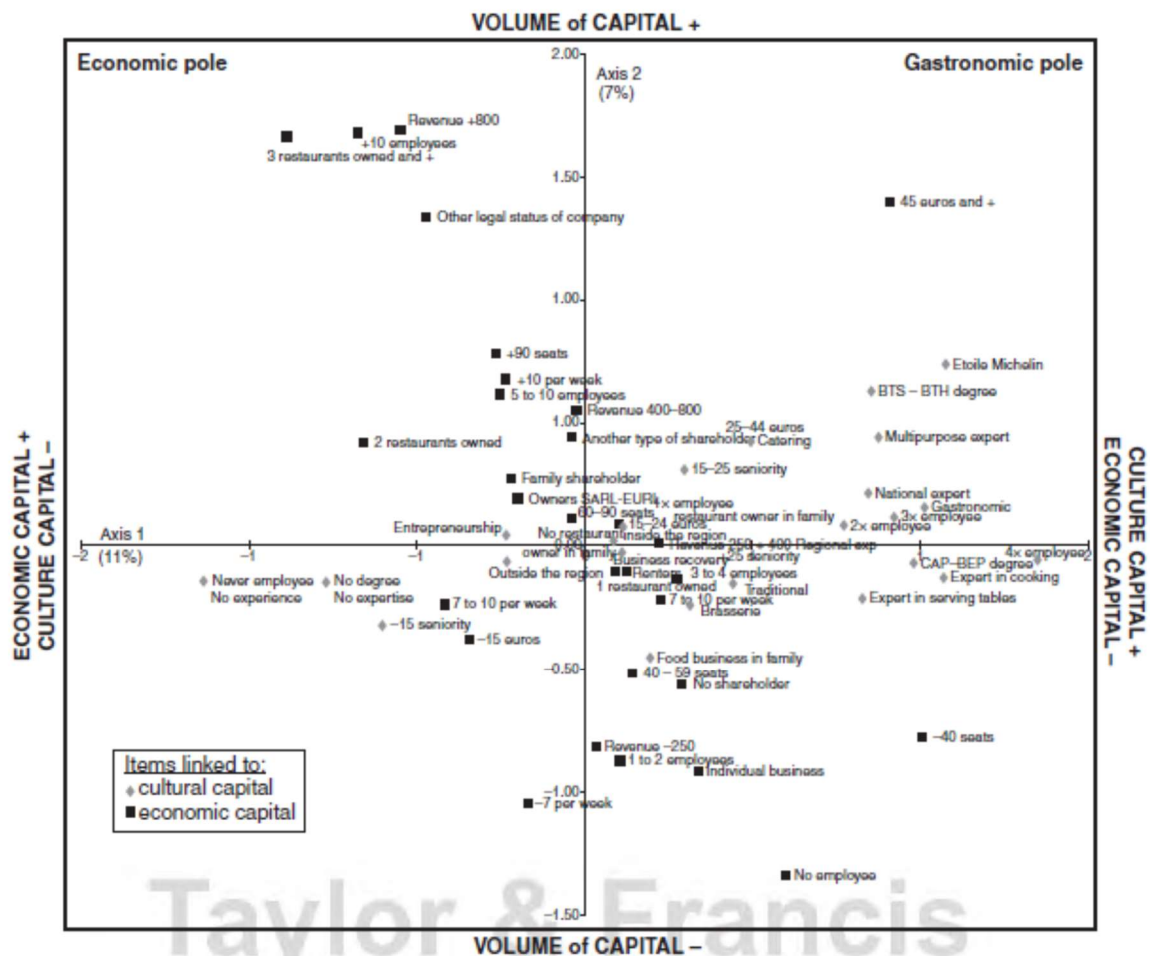 VOLUME of CAPITAL +
Economic pole
2.00
Axis 2
(7%)
Gastronomic pole
Revenue +800
+10 employees
3 restaurants owned and +
1.50
45 euros and +
Other legal status of company
1.00
+90 seats
Etoile Michelin
+10 per week
5 to 10 employees
BTS – BTH degree
Revenue 400–800
1.00
25–44 euros
2 restaurants owned
Another type of shareholder
Catering
Multipurpose expert
15–25 seniority
Family shareholder
Owners SARL-EURL
1× employee
National expert
60–90 seats
restaurant owner in family
Gastronomic
3× employee
Entrepreneurship
15–24 euros
2× employee
No restaurant
inside the region
Axis 1
(11%)
0.00
Revenue 250 + 400 Regional exp
–2
–1
–1
2
owner in family
Business recovery
+25 seniority
4× employee
CAP–BEP degree
Outside the region
Renters
3 to 4 employees
Expert in cooking
Never employee
No experience
No degree
No expertise
1 restaurant owned
Traditional
7 to 10 per week
7 to 10 per week
Expert in serving tables
Brasserie
–15 seniority
–15 euros
Food business in family
–0.50
40 – 59 seats
No shareholder
–40 seats
Revenue –250
1 to 2 employees
Individual business
–1.00
–7 per week
No employee
–1.50
Items linked to:
cultural capital
economic capital
ECONOMIC CAPITAL +
CULTURE CAPITAL –
CULTURE CAPITAL +
ECONOMIC CAPITAL –
Taylor & Francis
VOLUME of CAPITAL –